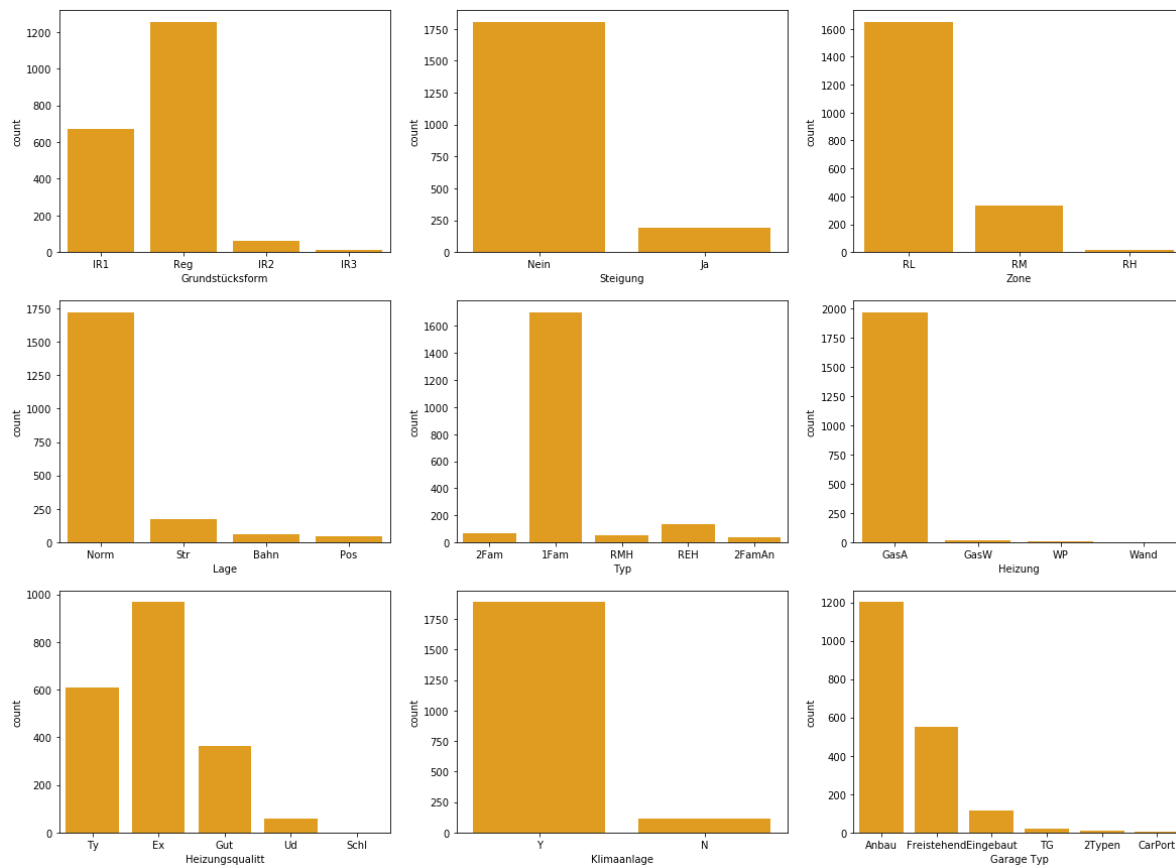 1200
1000
800
600
400
200
0
count
IR1 Reg IR2 IR3
Grundstücksform
1750
1500
1250
1000
750
500
250
0
count
Nein Ja
Steigung
1600
1400
1200
1000
800
600
400
200
0
count
RL RM RH
Zone
1750
1500
1250
1000
750
500
250
0
count
Norm Str Bahn Pos
Lage
1600
1400
1200
1000
800
600
400
200
0
count
2Fam 1Fam RMH REH 2FamAn
Typ
2000
1750
1500
1250
1000
750
500
250
0
count
GasA GasW WP Wand
Heizung
1000
800
600
400
200
0
count
Ty Ex Gut Ud Schl
Heizungsqualitt
1750
1500
1250
1000
750
500
250
0
count
Y N
Klimaanlage
1200
1000
800
600
400
200
0
count
Anbau Freistehend Eingebaut TG 2Typen CarPort
Garage Typ